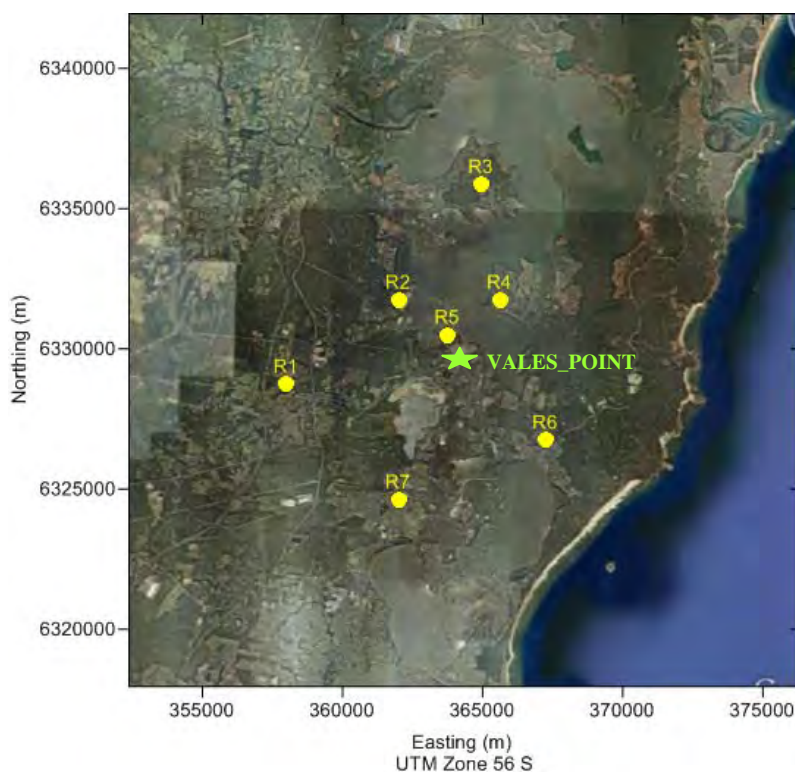 6340000
R3
6335000
R2
R4
R5
6330000
VALES_POINT
R1
R6
6325000
R7
6320000
355000 360000 365000 370000 375000
Northing (m)
Easting (m)
UTM Zone 56 S